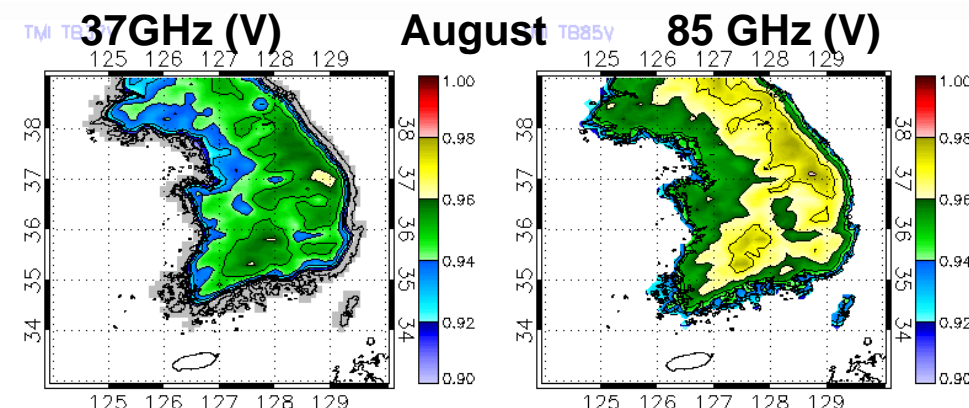 37GHz (V) August 85 GHz (V)
TMI TB37V TMI TB85V
125 126 127 128 129 125 126 127 128 129
1.00 1.00
38 38 0.98 38 38 0.98
37 37 0.96 37 37 0.96
36 36 0.94 36 36 0.94
35 35 0.92 35 35 0.92
34 34 0.90 34 34 0.90
125 126 127 128 129 125 126 127 128 129